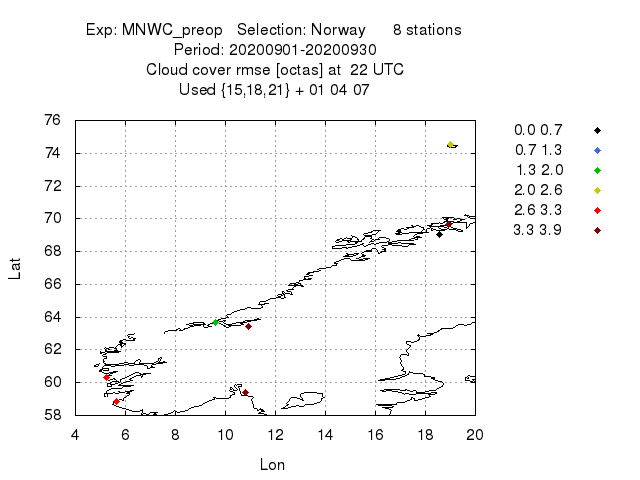 Exp: MNWC_preop   Selection: Norway      8 stations
Period: 20200901-20200930
Cloud cover rmse [octas] at  22 UTC
Used {15,18,21} + 01 04 07
76
74
72
70
68
66
64
62
60
58
4 6 8 10 12 14 16 18 20
Lat
Lon
0.0 0.7
0.7 1.3
1.3 2.0
2.0 2.6
2.6 3.3
3.3 3.9